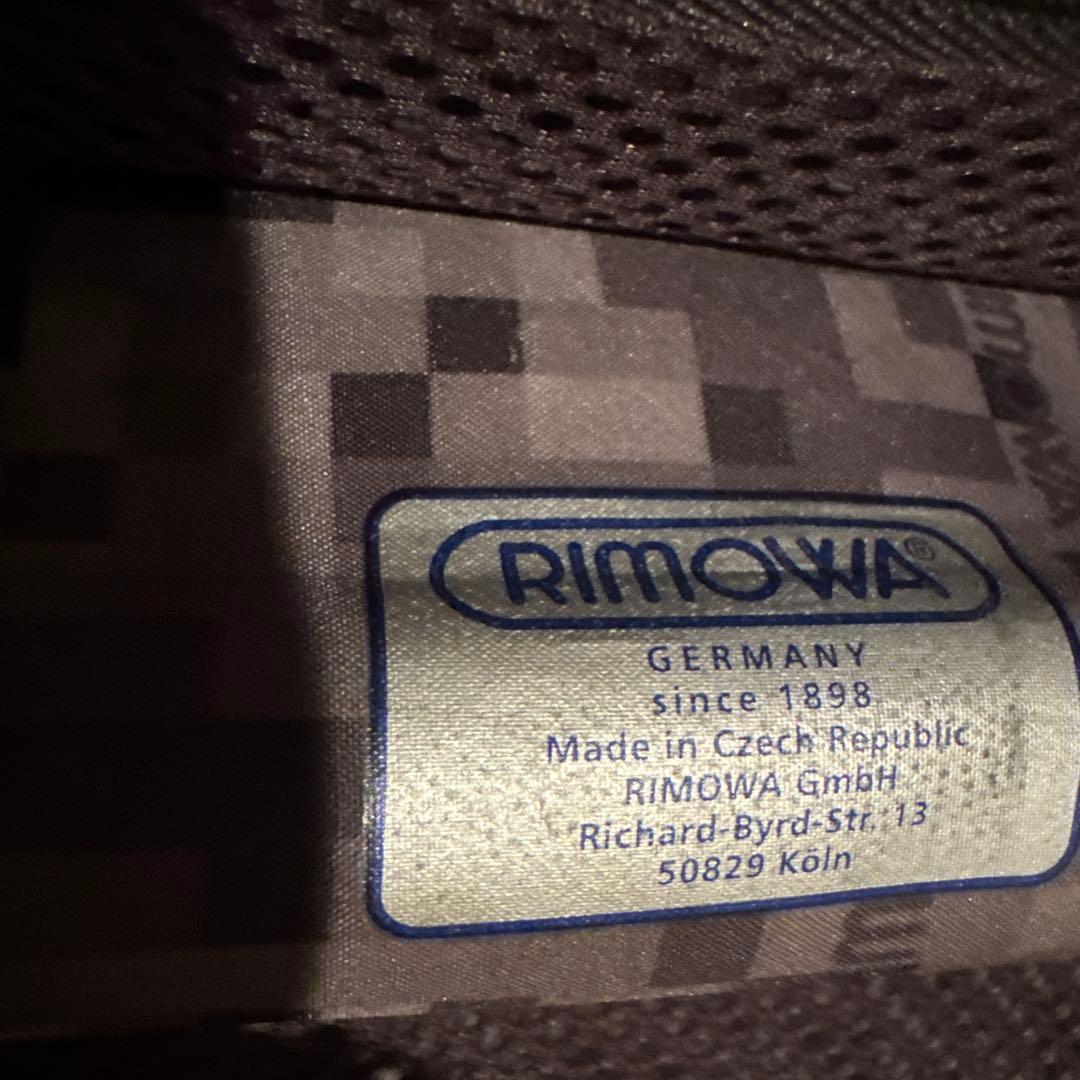 RIMOWA®
GERMANY
since 1898
Made in Czech Republic
RIMOWA GmbH
Richard-Byrd-Str. 13
50829 Köln